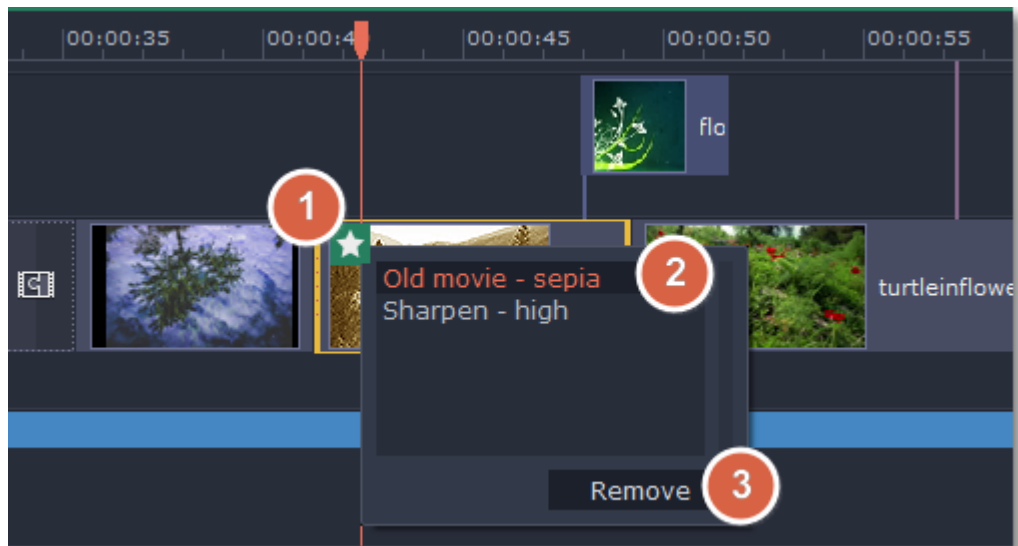 00:00:35 00:00:4 00:00:45 00:00:50 00:00:55
flo
1
2
Old movie - sepia
turtleinflowe
Sharpen - high
Remove
3